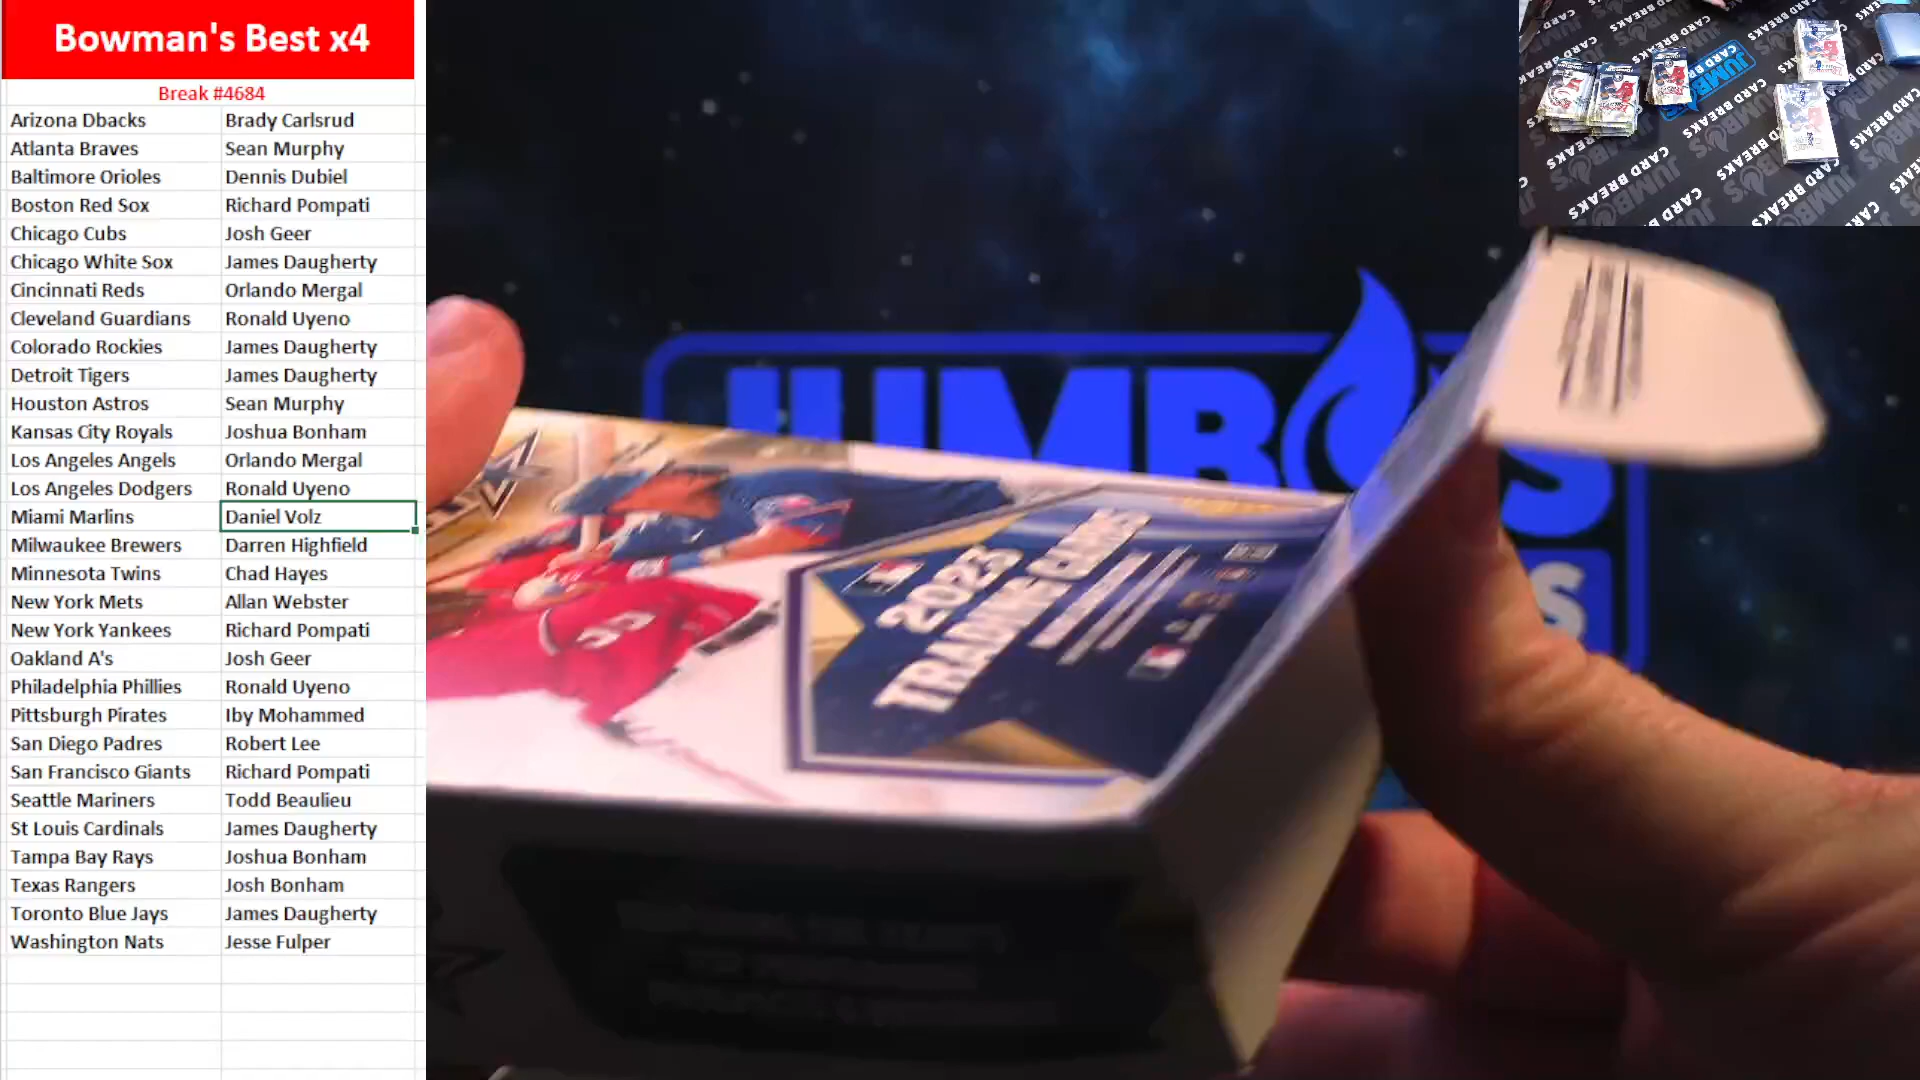 Bowman's Best x4
Break #4684
Arizona Dbacks Brady Carlsrud
Atlanta Braves Sean Murphy
Baltimore Orioles Dennis Dubiel
Boston Red Sox Richard Pompati
Chicago Cubs Josh Geer
Chicago White Sox James Daugherty
Cincinnati Reds Orlando Mergal
Cleveland Guardians Ronald Uyeno
Colorado Rockies James Daugherty
Detroit Tigers James Daugherty
Houston Astros Sean Murphy
Kansas City Royals Joshua Bonham
Los Angeles Angels Orlando Mergal
Los Angeles Dodgers Ronald Uyeno
Miami Marlins Daniel Volz
Milwaukee Brewers Darren Highfield
Minnesota Twins Chad Hayes
New York Mets Allan Webster
New York Yankees Richard Pompati
Oakland A's Josh Geer
Philadelphia Phillies Ronald Uyeno
Pittsburgh Pirates Iby Mohammed
San Diego Padres Robert Lee
San Francisco Giants Richard Pompati
Seattle Mariners Todd Beaulieu
St Louis Cardinals James Daugherty
Tampa Bay Rays Joshua Bonham
Texas Rangers Josh Bonham
Toronto Blue Jays James Daugherty
Washington Nats Jesse Fulper
2023
TRADING CARDS
JUMBOS
CARD BREAKS